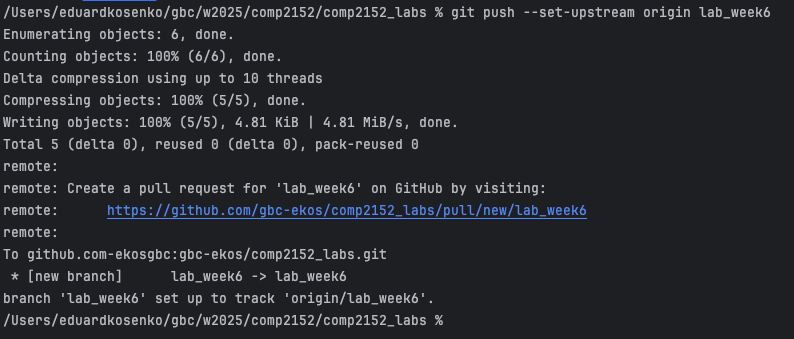 /Users/eduardkosenko/gbc/w2025/comp2152/comp2152_labs % git push --set-upstream origin lab_week6
Enumerating objects: 6, done.
Counting objects: 100% (6/6), done.
Delta compression using up to 10 threads
Compressing objects: 100% (5/5), done.
Writing objects: 100% (5/5), 4.81 KiB | 4.81 MiB/s, done.
Total 5 (delta 0), reused 0 (delta 0), pack-reused 0
remote:
remote: Create a pull request for 'lab_week6' on GitHub by visiting:
remote:      https://github.com/gbc-ekos/comp2152_labs/pull/new/lab_week6
remote:
To github.com-ekosgbc:gbc-ekos/comp2152_labs.git
 * [new branch]      lab_week6 -> lab_week6
branch 'lab_week6' set up to track 'origin/lab_week6'.
/Users/eduardkosenko/gbc/w2025/comp2152/comp2152_labs %